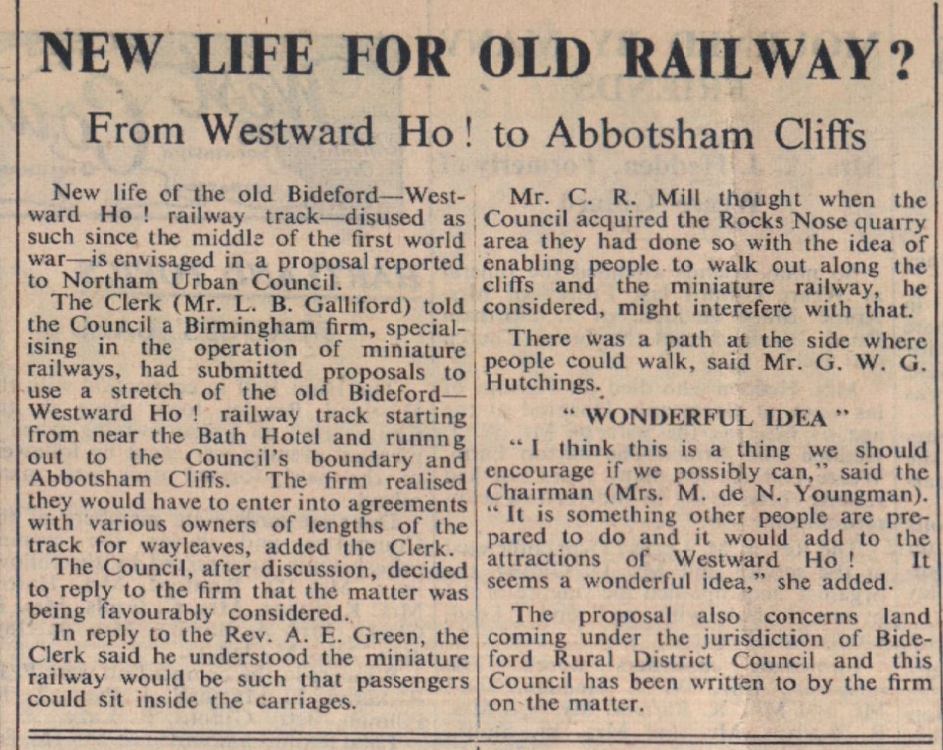 NEW LIFE FOR OLD RAILWAY?
From Westward Ho! to Abbotsham Cliffs
New life of the old Bideford—West-
ward Ho! railway track—disused as
such since the middle of the first world
war—is envisaged in a proposal reported
to Northam Urban Council.
The Clerk (Mr. L. B. Galliford) told
the Council a Birmingham firm, special-
ising in the operation of miniature
railways, had submitted proposals to
use a stretch of the old Bideford—
Westward Ho! railway track starting
from near the Bath Hotel and runnng
out to the Council's boundary and
Abbotsham Cliffs. The firm realised
they would have to enter into agreements
with various owners of lengths of the
track for wayleaves, added the Clerk.
The Council, after discussion, decided
to reply to the firm that the matter was
being favourably considered.
In reply to the Rev. A. E. Green, the
Clerk said he understood the miniature
railway would be such that passengers
could sit inside the carriages.
Mr. C. R. Mill thought when the
Council acquired the Rocks Nose quarry
area they had done so with the idea of
enabling people to walk out along the
cliffs and the miniature railway, he
considered, might interefere with that.
There was a path at the side where
people could walk, said Mr. G. W. G.
Hutchings.
" WONDERFUL IDEA "
" I think this is a thing we should
encourage if we possibly can," said the
Chairman (Mrs. M. de N. Youngman).
" It is something other people are pre-
pared to do and it would add to the
attractions of Westward Ho! It
seems a wonderful idea," she added.
The proposal also concerns land
coming under the jurisdiction of Bide-
ford Rural District Council and this
Council has been written to by the firm
on the matter.